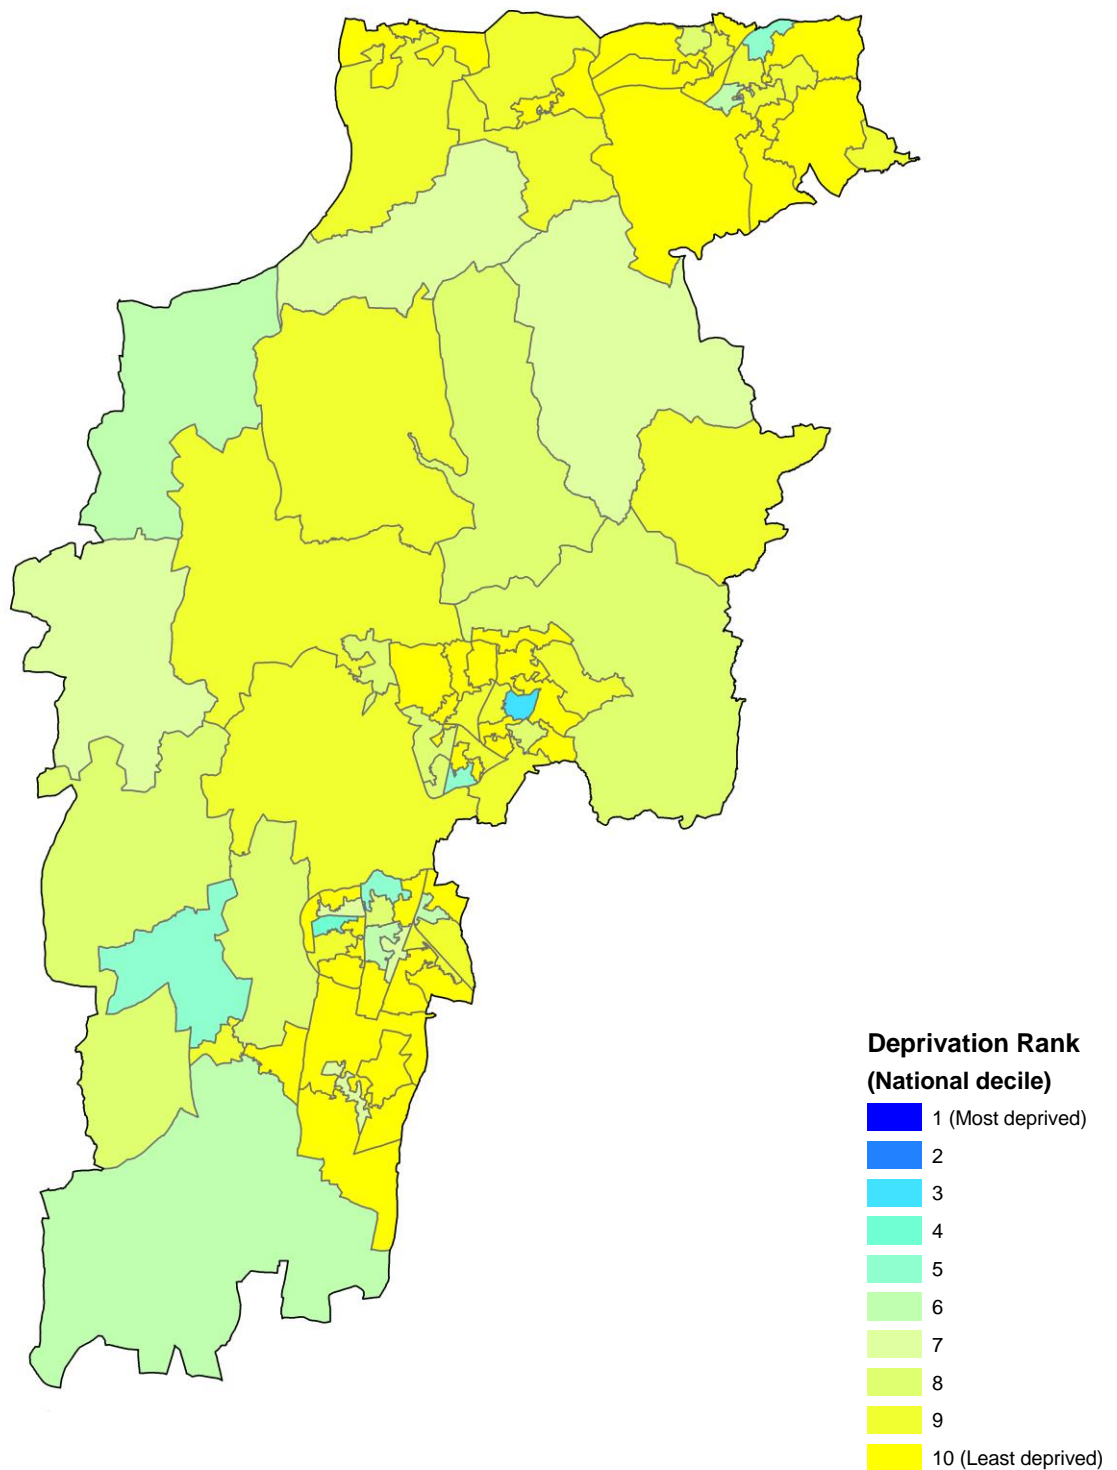 Deprivation Rank
(National decile)
1 (Most deprived)
2
3
4
5
6
7
8
9
10 (Least deprived)